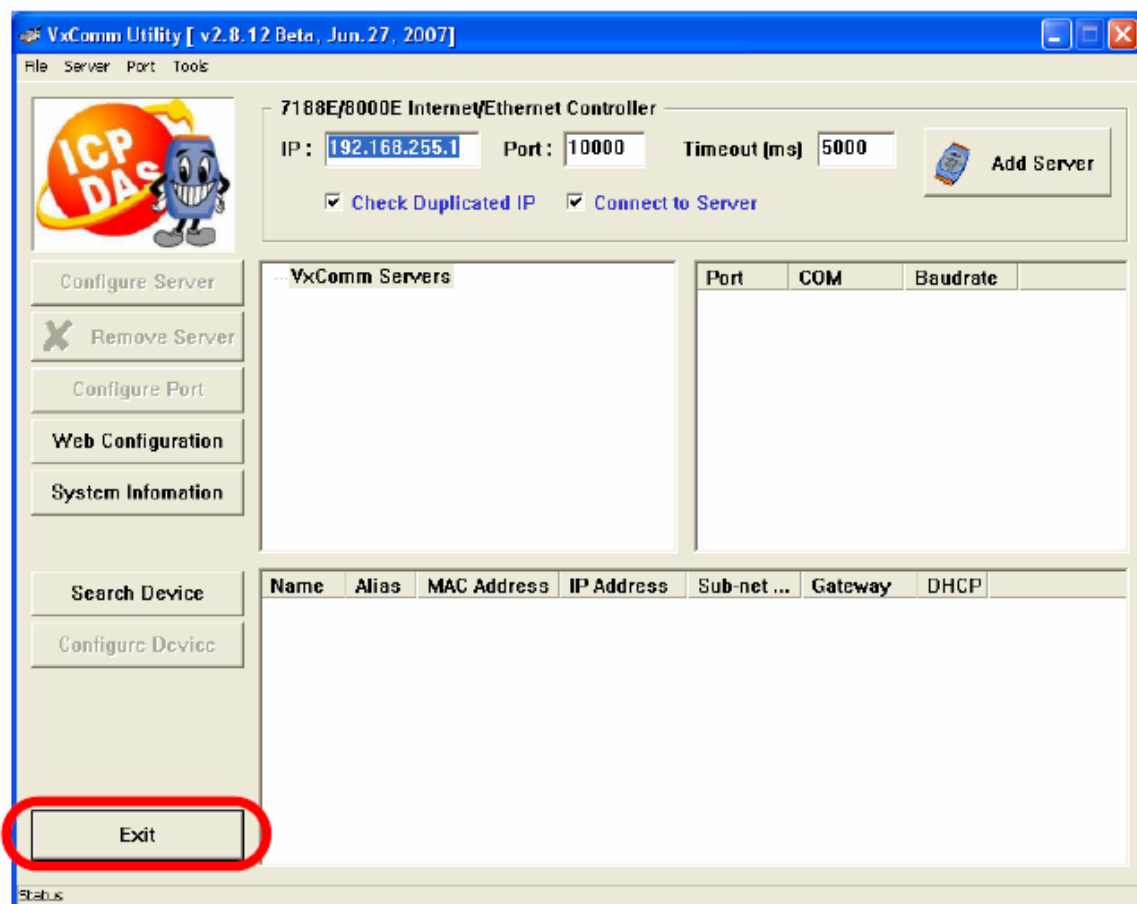 VxComm Utility [ v2.8.12 Beta, Jun.27, 2007]
File Server Port Tools
ICP DAS
7188E/8000E Internet/Ethernet Controller
IP : 192.168.255.1 Port : 10000 Timeout (ms) 5000 Add Server
Check Duplicated IP Connect to Server
Configure Server
Remove Server
Configure Port
Web Configuration
System Infomation
VxComm Servers
Port COM Baudrate
Search Device
Configure Device
Name Alias MAC Address IP Address Sub-net ... Gateway DHCP
Exit
Status